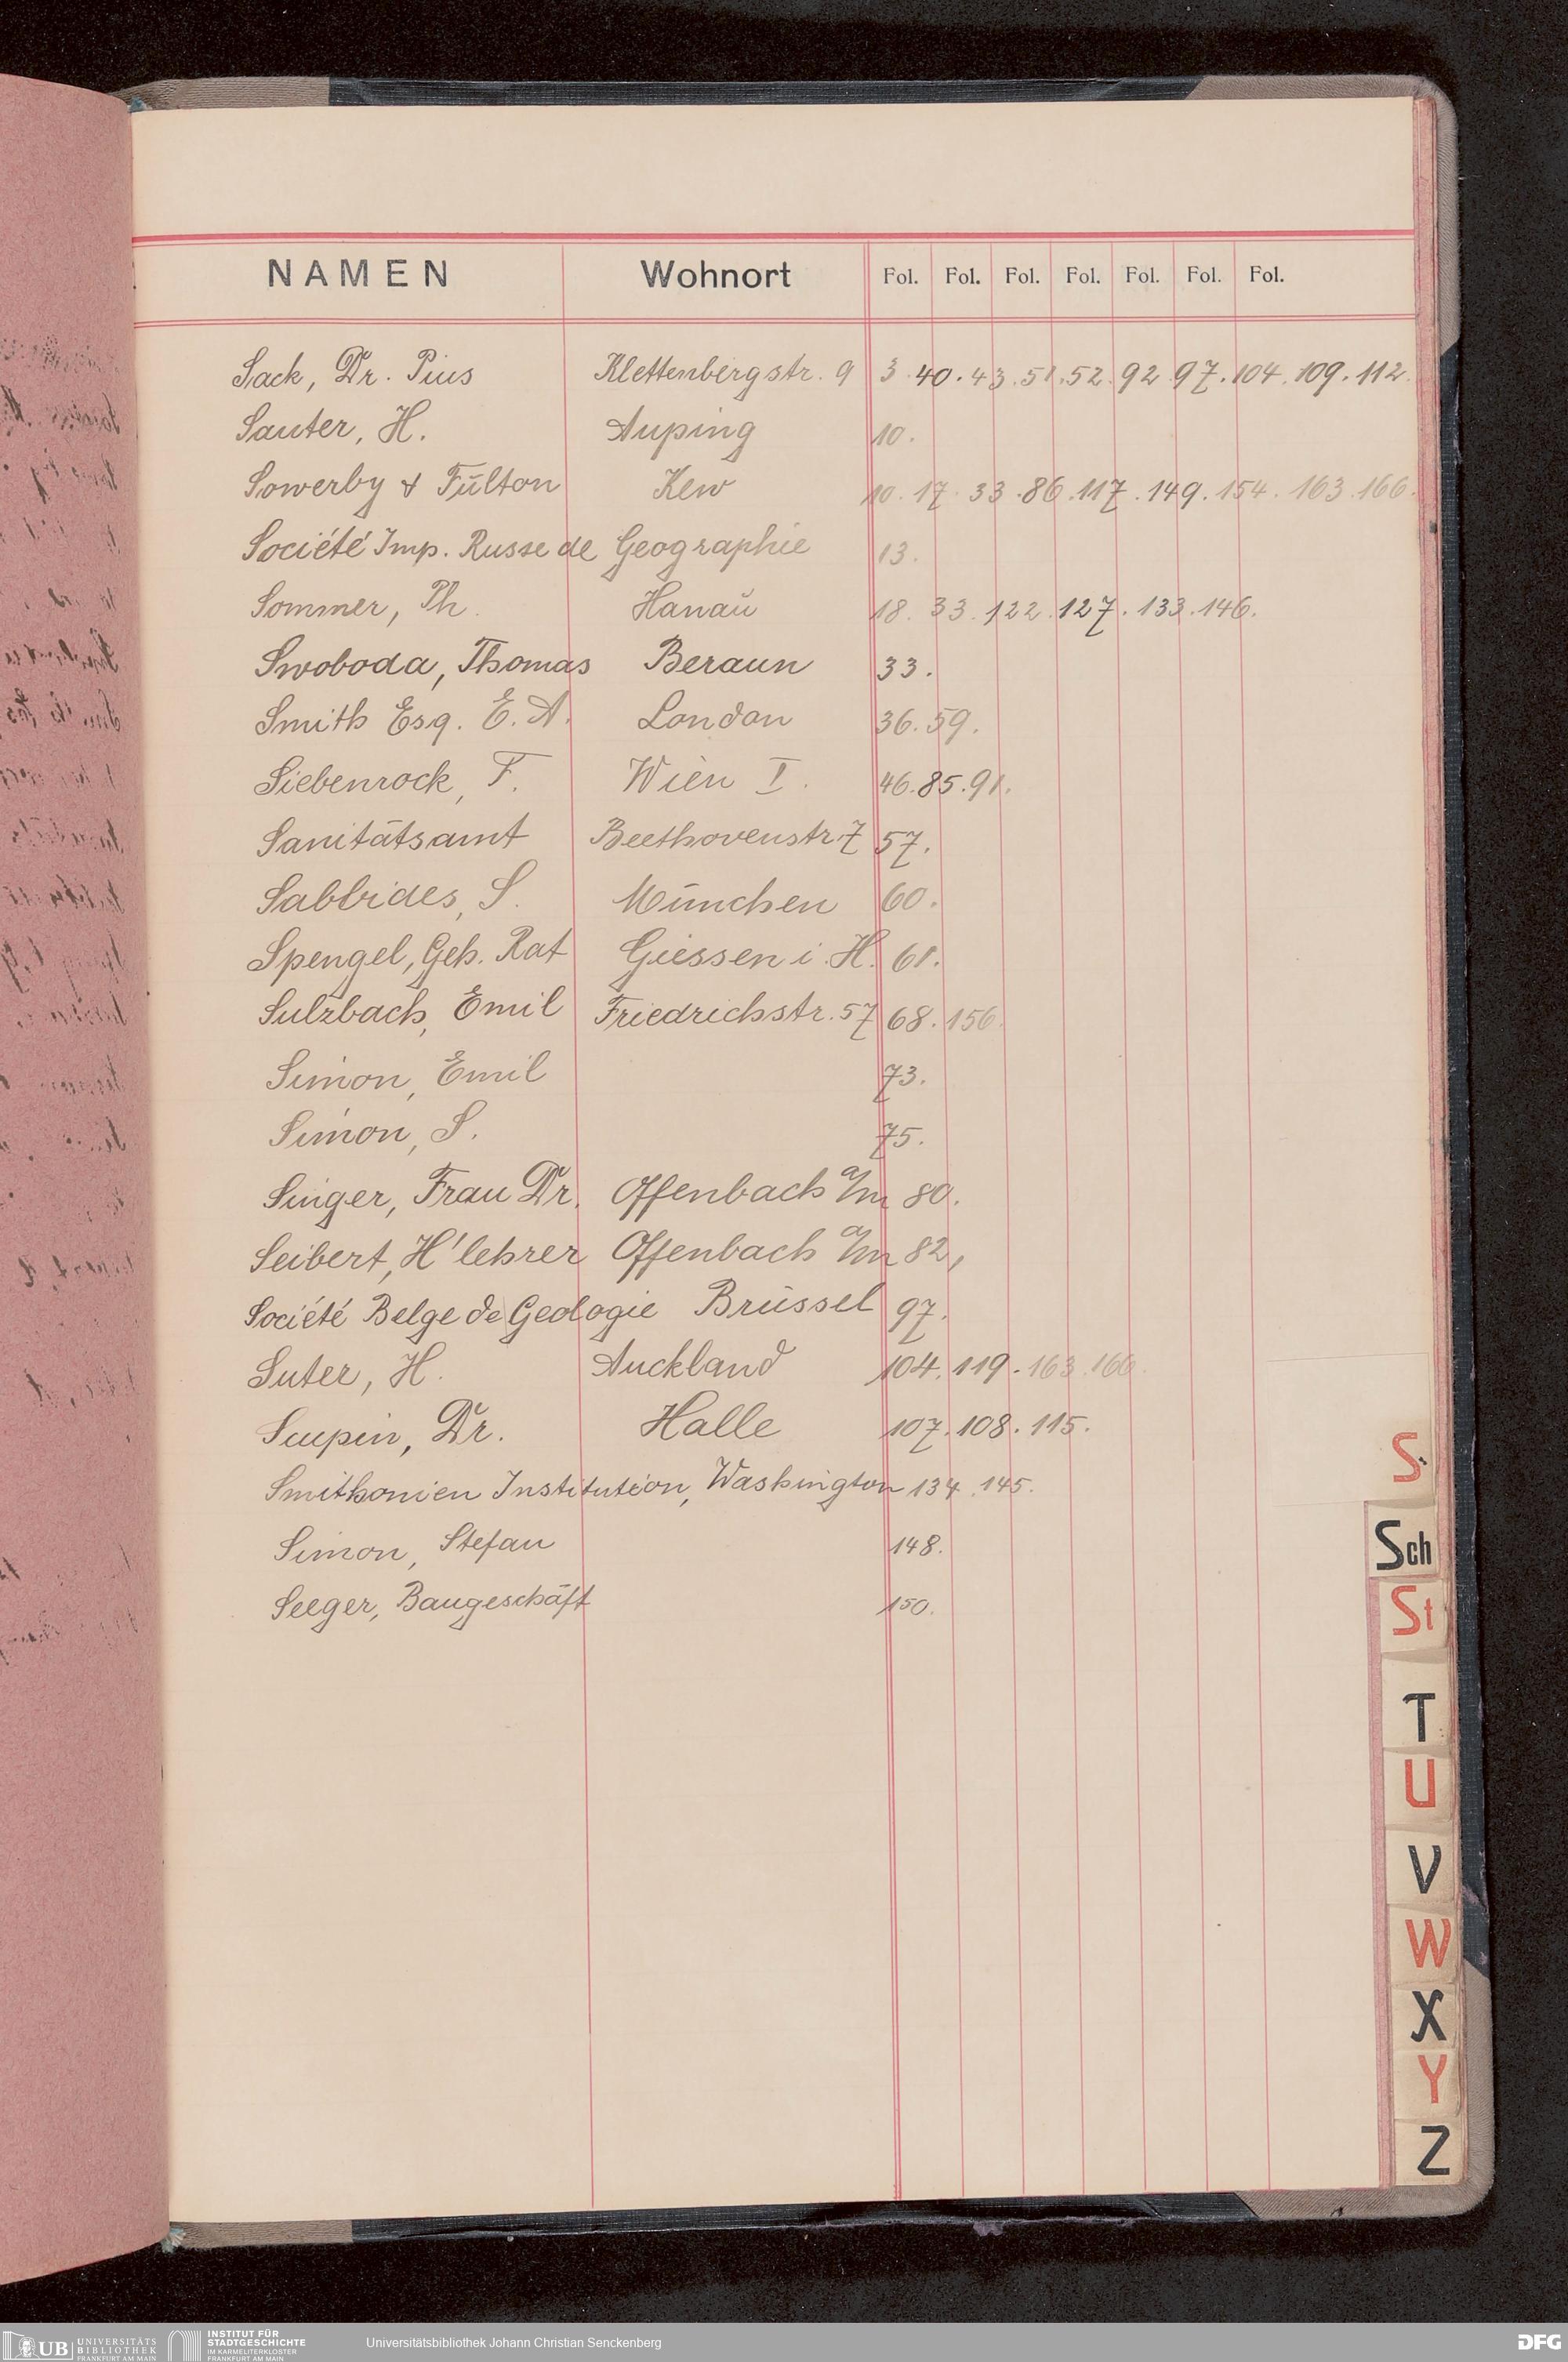 NAMEN Wohnort Fol. Fol. Fol. Fol. Fol. Fol. Fol.
Sack, Dr. Pius Klettenbergstr. 9 3. 40. 43. 51. 52. 92. 97. 104. 109. 112.
Sauter, H. Auping 10.
Sowerby & Fulton Kew 10. 17. 33. 86. 117. 149. 154. 163. 166.
Société Imp. Russe de Geographie 13.
Sommer, Ph. Hanau 18. 33. 122. 127. 133. 146.
Swoboda, Thomas Beraun 33.
Smith Esq. E. A. London 36. 59.
Siebenrock, F. Wien I. 46. 85. 91.
Sanitätsamt Beethovenstr. 7 57.
Sabbides, S. München 60.
Spengel, Geh. Rat Giessen i. H. 61.
Sulzbach, Emil Friedrichstr. 57 68. 156.
Simon, Emil 73.
Simon, S. 75.
Singer, Frau Dr. Offenbach a/m 80.
Seibert, H'lehrer Offenbach a/m 82,
Société Belge de Geologie Brüssel 97.
Suter, H. Auckland 104. 119. 163. 166.
Scupin, Dr. Halle 107. 108. 115.
Smithonien Institution, Washington 134. 145.
Simon, Stefan 148.
Seeger, Baugeschäft 150.
S
Sch
St
T
U
V
W
X
Y
Z
UB UNIVERSITÄTS BIBLIOTHEK FRANKFURT AM MAIN
INSTITUT FÜR STADTGESCHICHTE IM KARMELITERKLOSTER FRANKFURT AM MAIN
Universitätsbibliothek Johann Christian Senckenberg
DFG